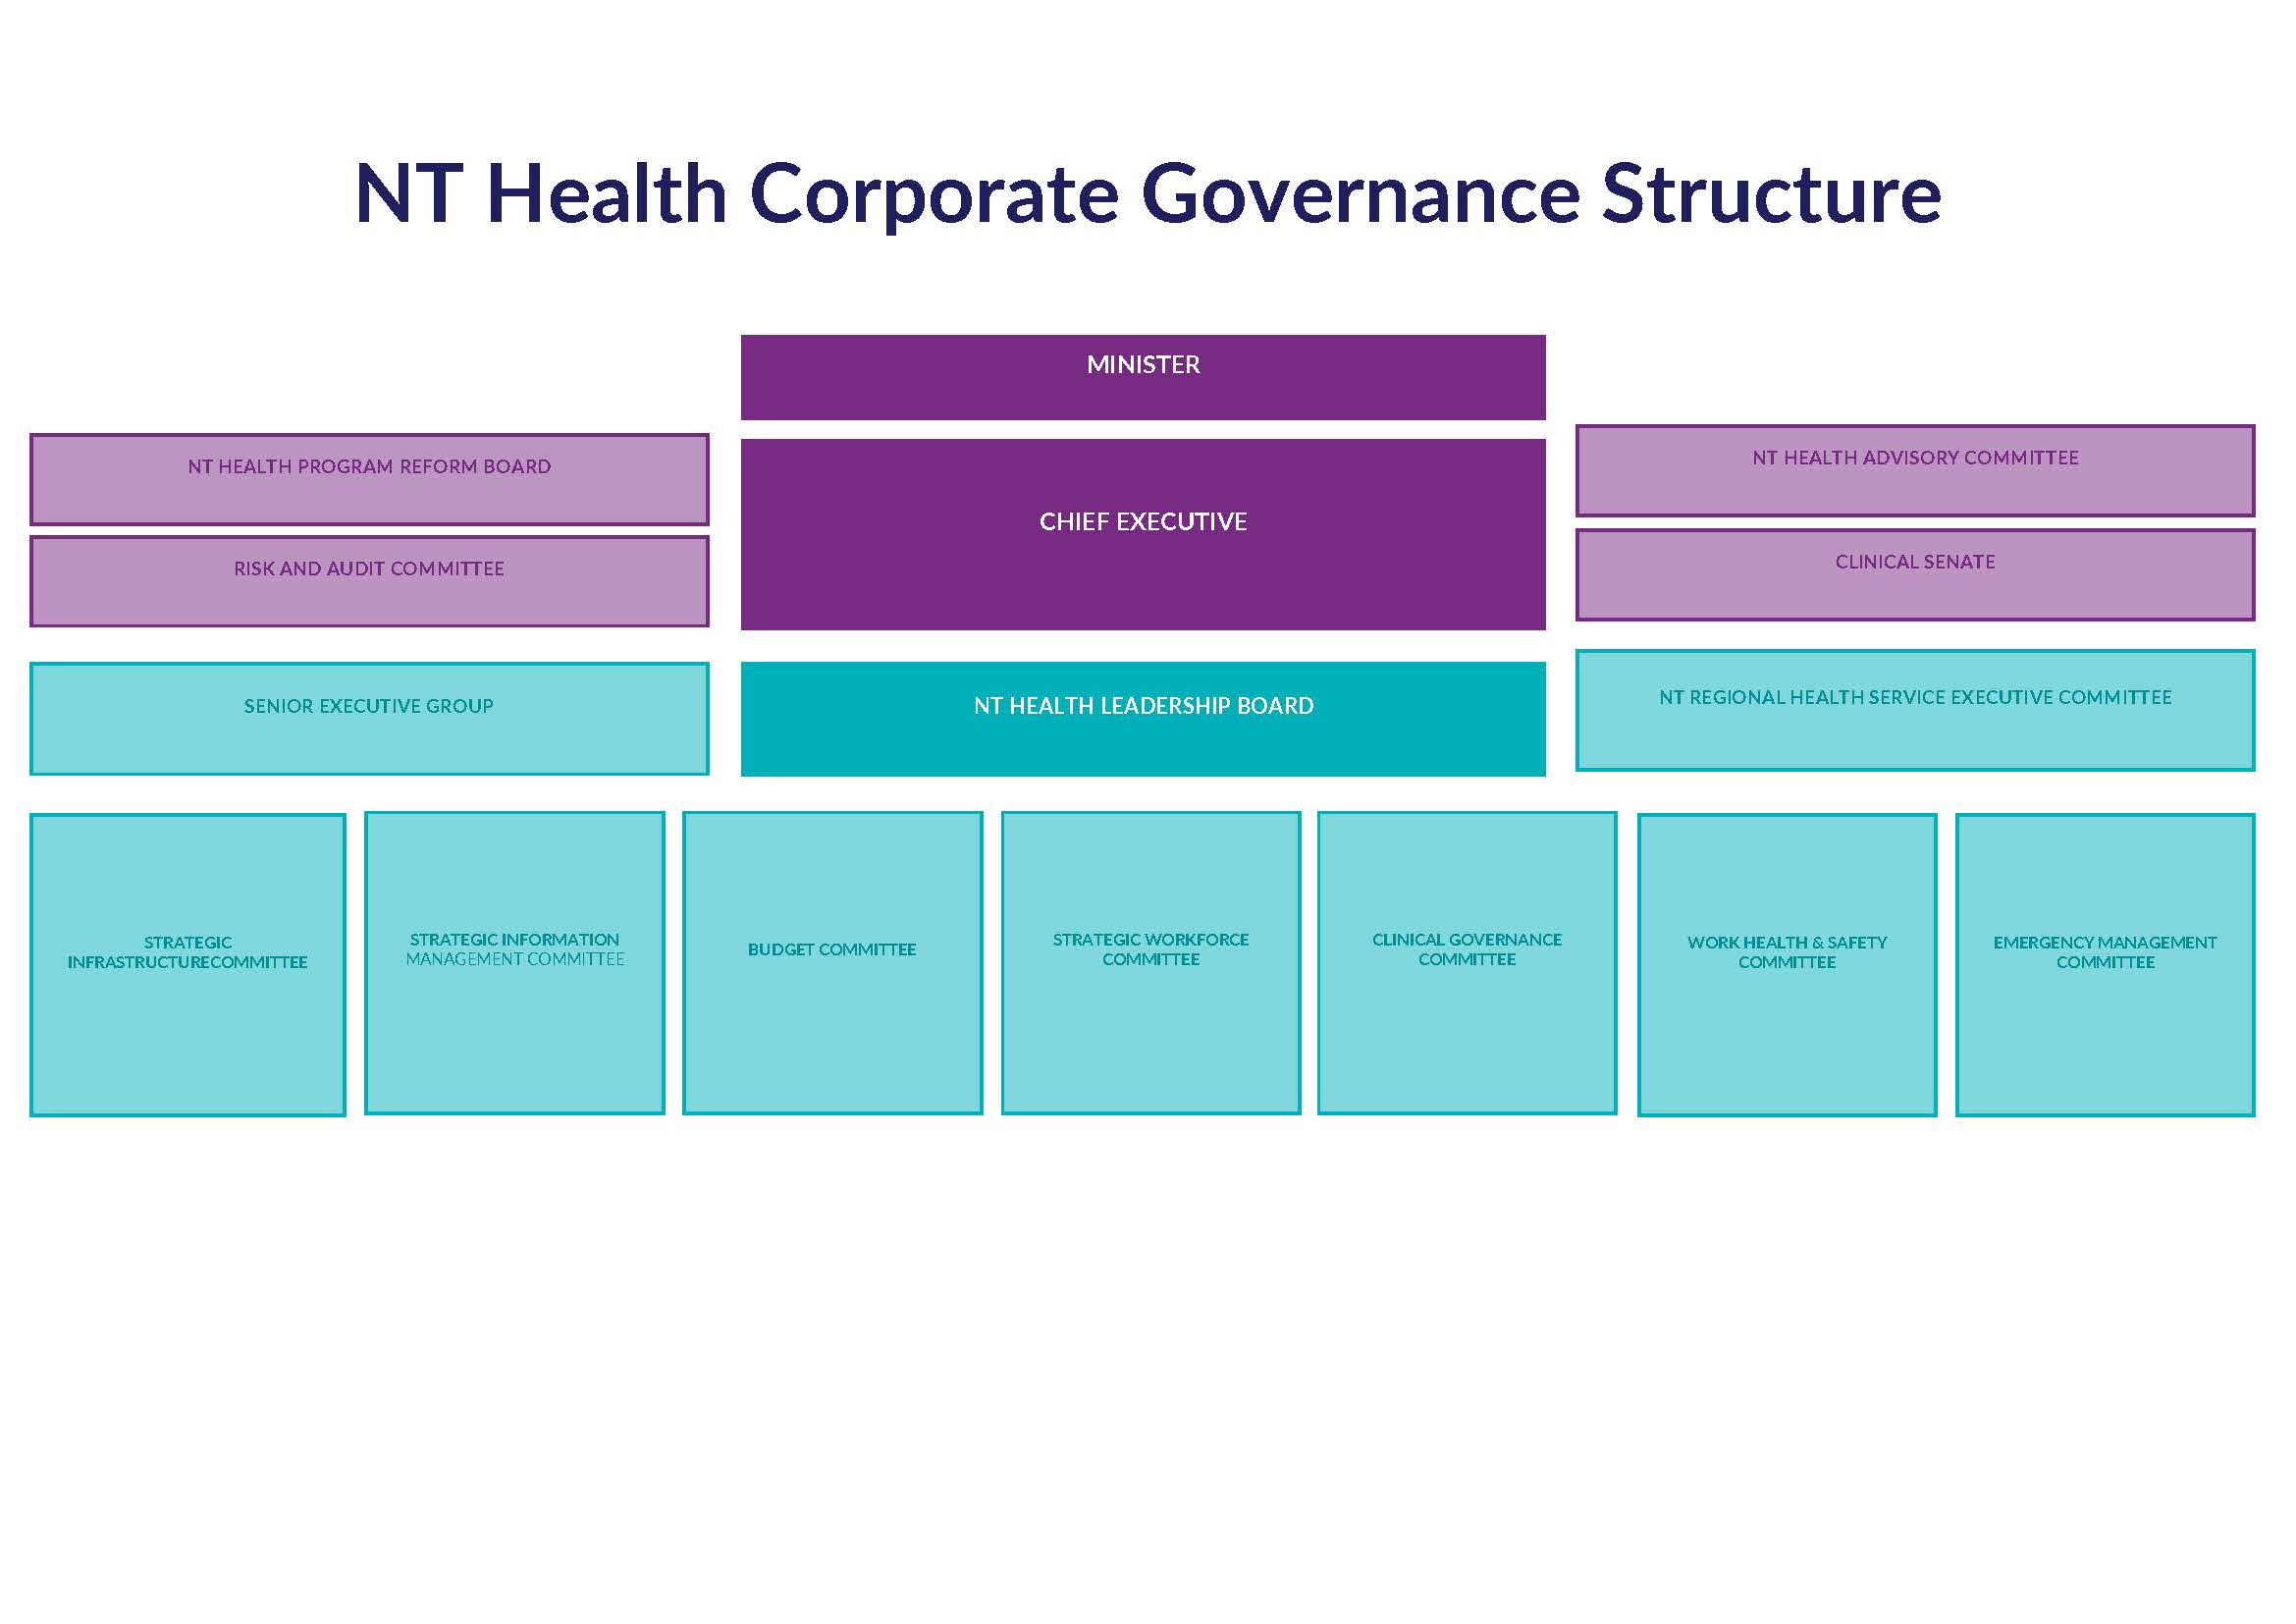 NT Health Corporate Governance Structure
MINISTER
NT HEALTH PROGRAM REFORM BOARD
RISK AND AUDIT COMMITTEE
CHIEF EXECUTIVE
NT HEALTH ADVISORY COMMITTEE
CLINICAL SENATE
SENIOR EXECUTIVE GROUP
NT HEALTH LEADERSHIP BOARD
NT REGIONAL HEALTH SERVICE EXECUTIVE COMMITTEE
STRATEGIC
INFRASTRUCTURECOMMITTEE
STRATEGIC INFORMATION
MANAGEMENT COMMITTEE
BUDGET COMMITTEE
STRATEGIC WORKFORCE
COMMITTEE
CLINICAL GOVERNANCE
COMMITTEE
WORK HEALTH & SAFETY
COMMITTEE
EMERGENCY MANAGEMENT
COMMITTEE